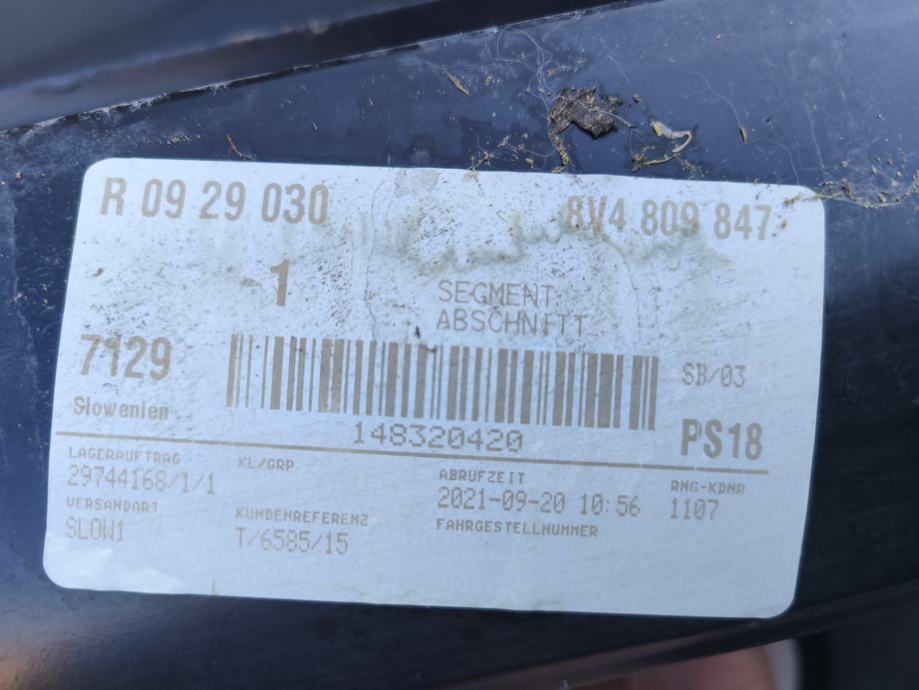 R 09 29 030 8V4 809 847
1 SEGMENT
ABSCHNITT
7129 SB/03
Slowenien PS18
148320420
LAGERAUFTRAG KL/GRP. ABRUFZEIT RNG-KDNR
29744168/1/1 2021-09-20 10:56 1107
VERSANDART KUNDENREFERENZ FAHRGESTELLNUMMER
SLOW1 T/6585/15